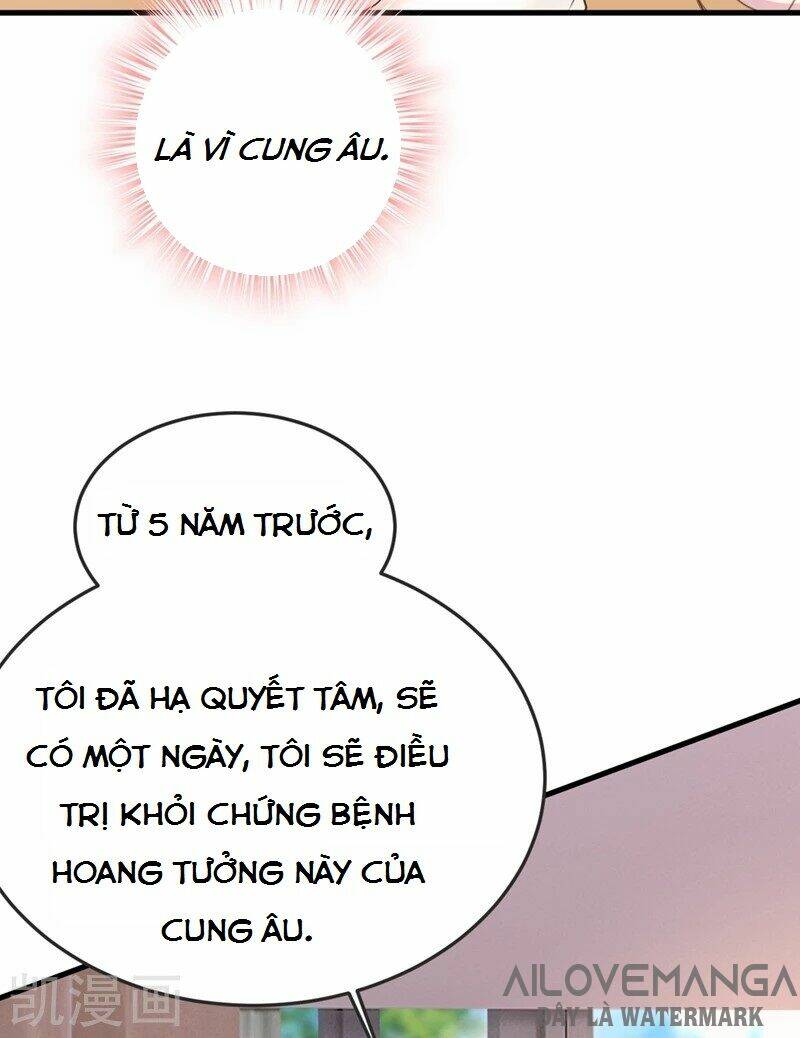 LÀ VÌ CUNG ÂU.
TỪ 5 NĂM TRƯỚC,
TÔI ĐÃ HẠ QUYẾT TÂM, SẼ
CÓ MỘT NGÀY, TÔI SẼ ĐIỀU
TRỊ KHỎI CHỨNG BỆNH
HOANG TƯỞNG NÀY CỦA
CUNG ÂU.
凯漫画
AILOVEMANGA
ĐÂY LÀ WATERMARK